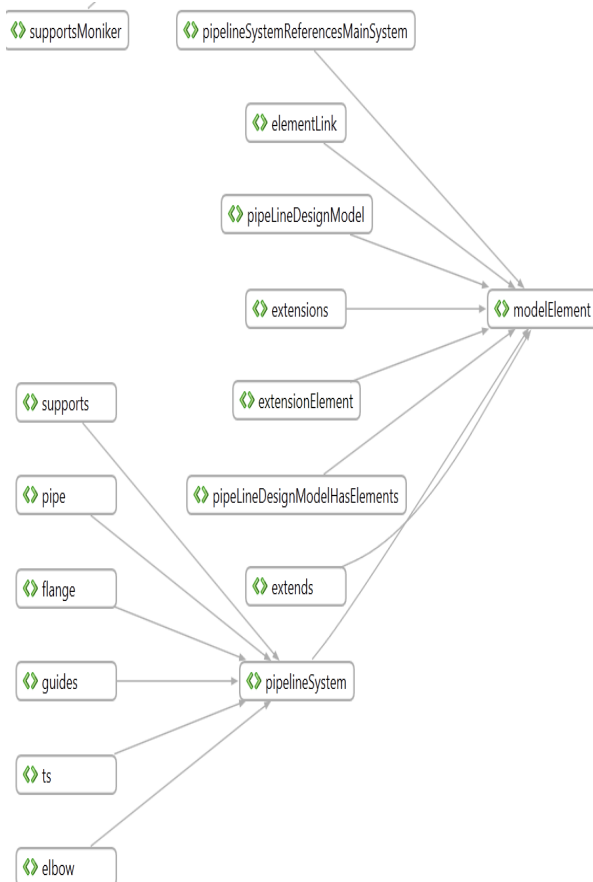 supportsMoniker
pipelineSystemReferencesMainSystem
elementLink
pipeLineDesignModel
extensions
modelElement
supports
extensionElement
pipe
pipeLineDesignModelHasElements
flange
extends
guides
pipelineSystem
ts
elbow